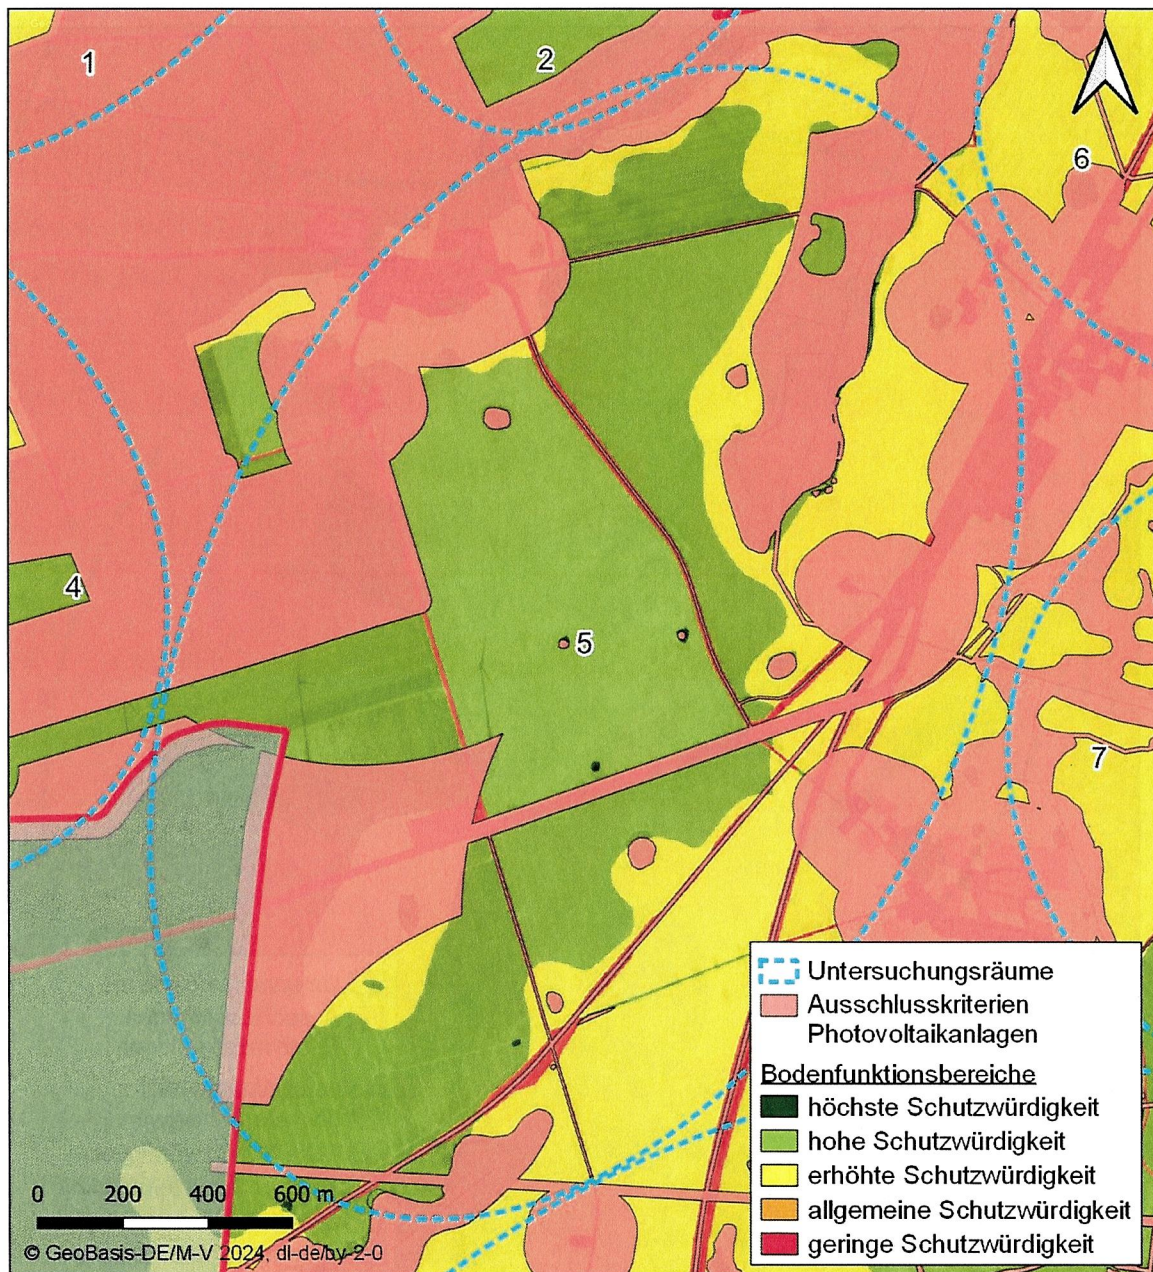 1
2
6
4
5
7
Untersuchungsräume
Ausschlusskriterien
Photovoltaikanlagen
Bodenfunktionsbereiche
höchste Schutzwürdigkeit
hohe Schutzwürdigkeit
erhöhte Schutzwürdigkeit
allgemeine Schutzwürdigkeit
geringe Schutzwürdigkeit
0 200 400 600 m
© GeoBasis-DE/M-V 2024, dl-de/by-2-0